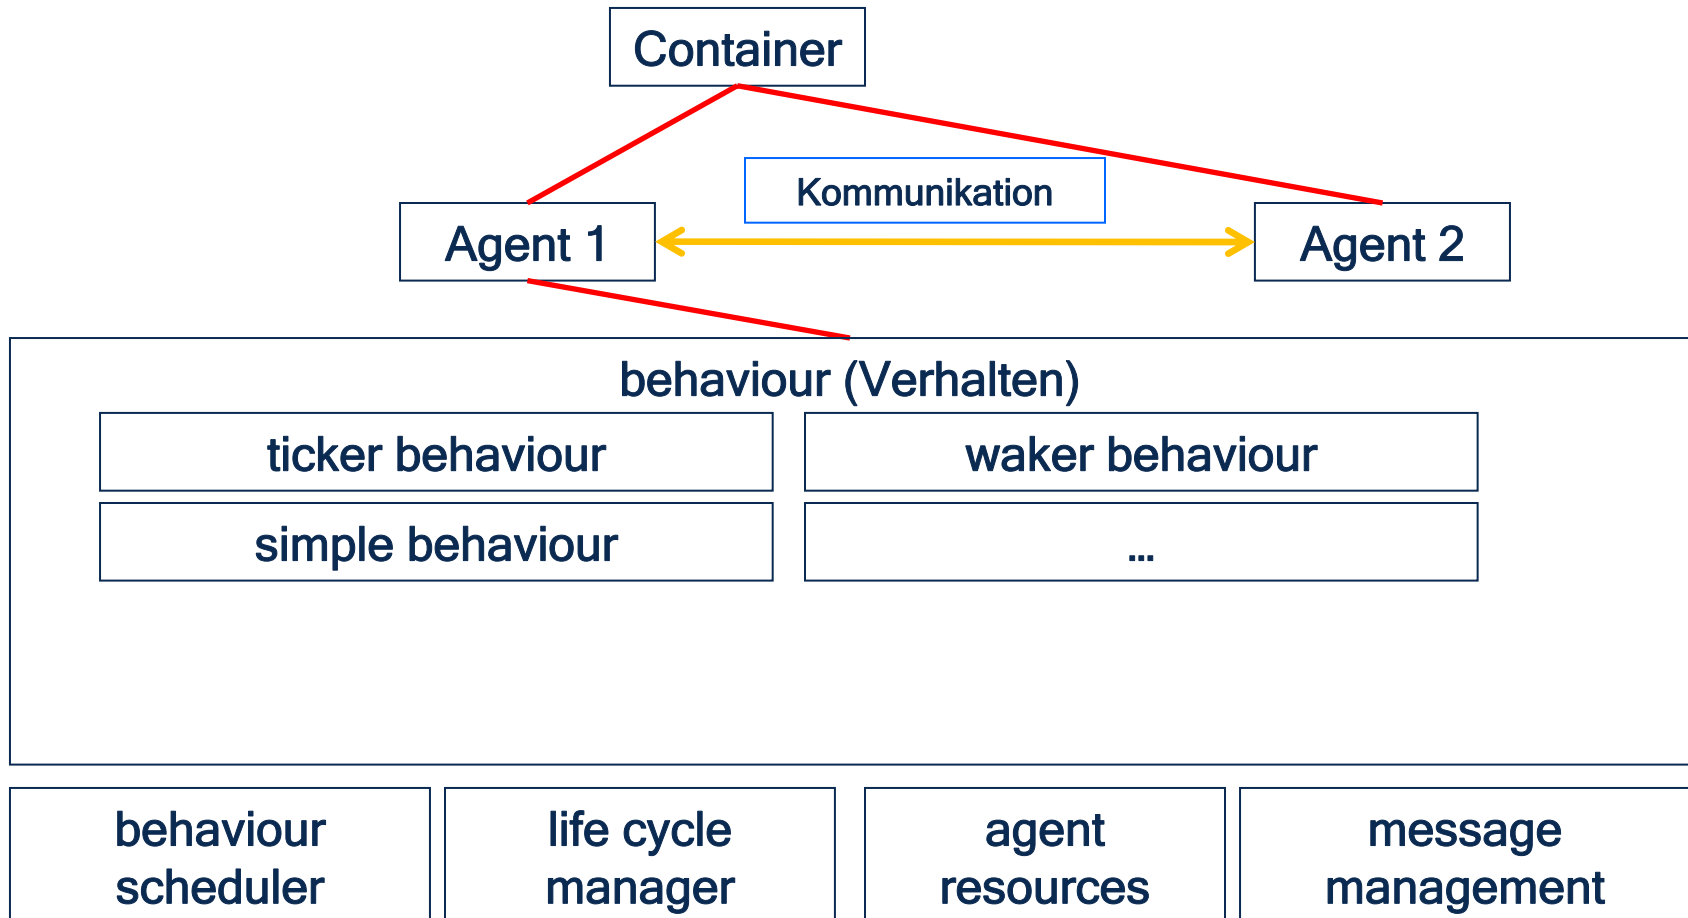 Container
Kommunikation
Agent 1
Agent 2
behaviour (Verhalten)
ticker behaviour
waker behaviour
simple behaviour
...
behaviour
scheduler
life cycle
manager
agent
resources
message
management